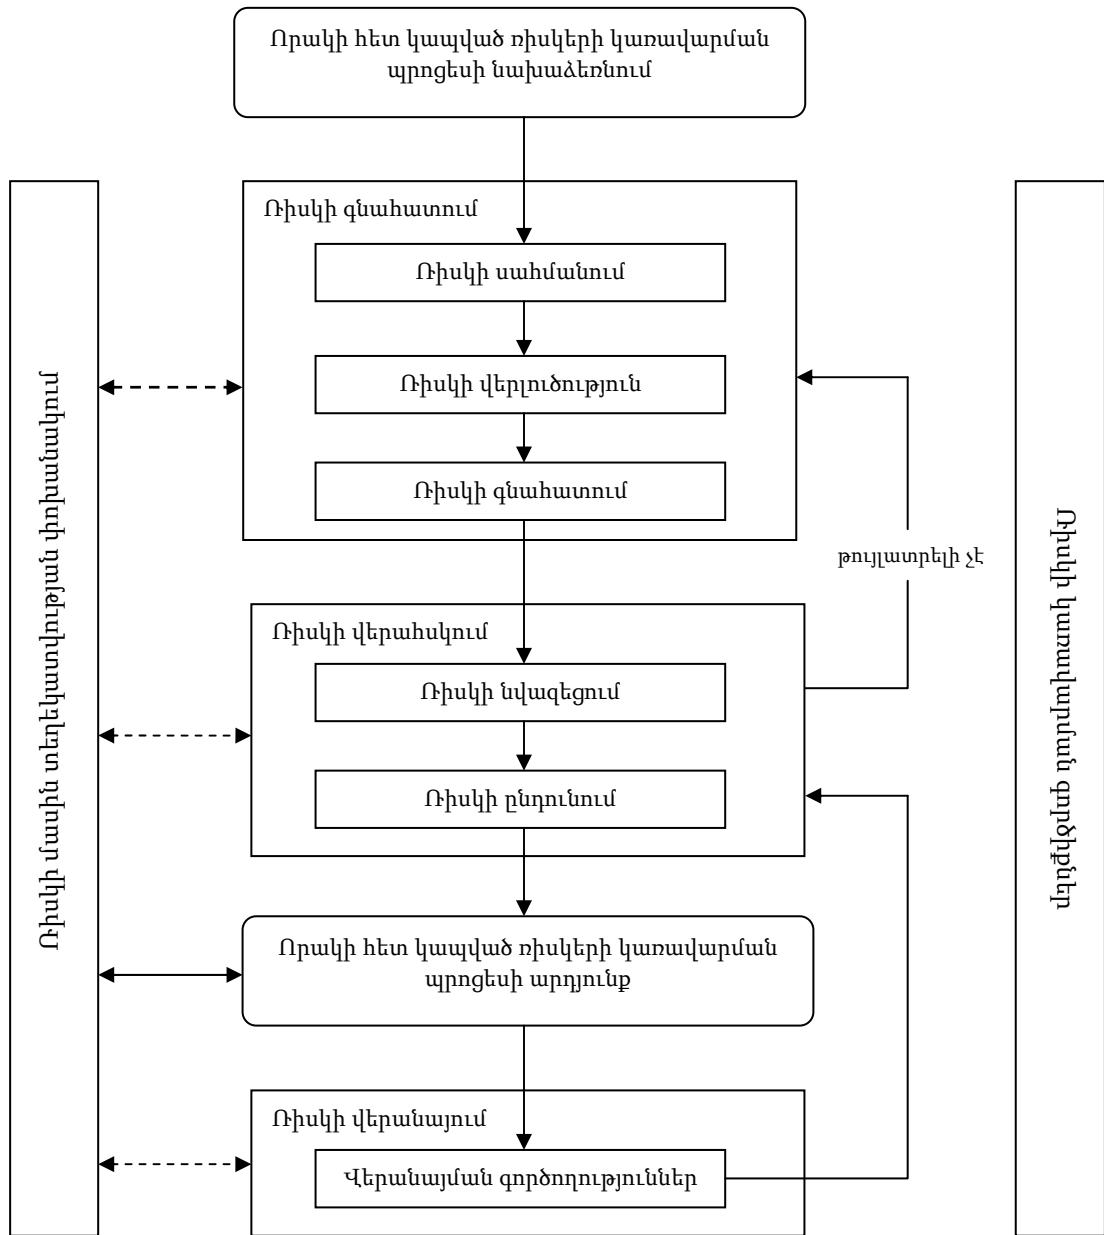 Որակի հետ կապված ռիսկերի կառավարման
պրոցեսի նախաձեռնում
Ռիսկի գնահատում
Ռիսկի սահմանում
Ռիսկի վերլուծություն
Ռիսկի գնահատում
թույլատրելի չէ
Ռիսկի վերահսկում
Ռիսկի նվազեցում
Ռիսկի ընդունում
Որակի հետ կապված ռիսկերի կառավարման
պրոցեսի արդյունք
Ռիսկի վերանայում
Վերանայման գործողություններ
Ռիսկի մասին տեղեկատվության փոխանակում
Ռիսկի կառավարման գործիքներ